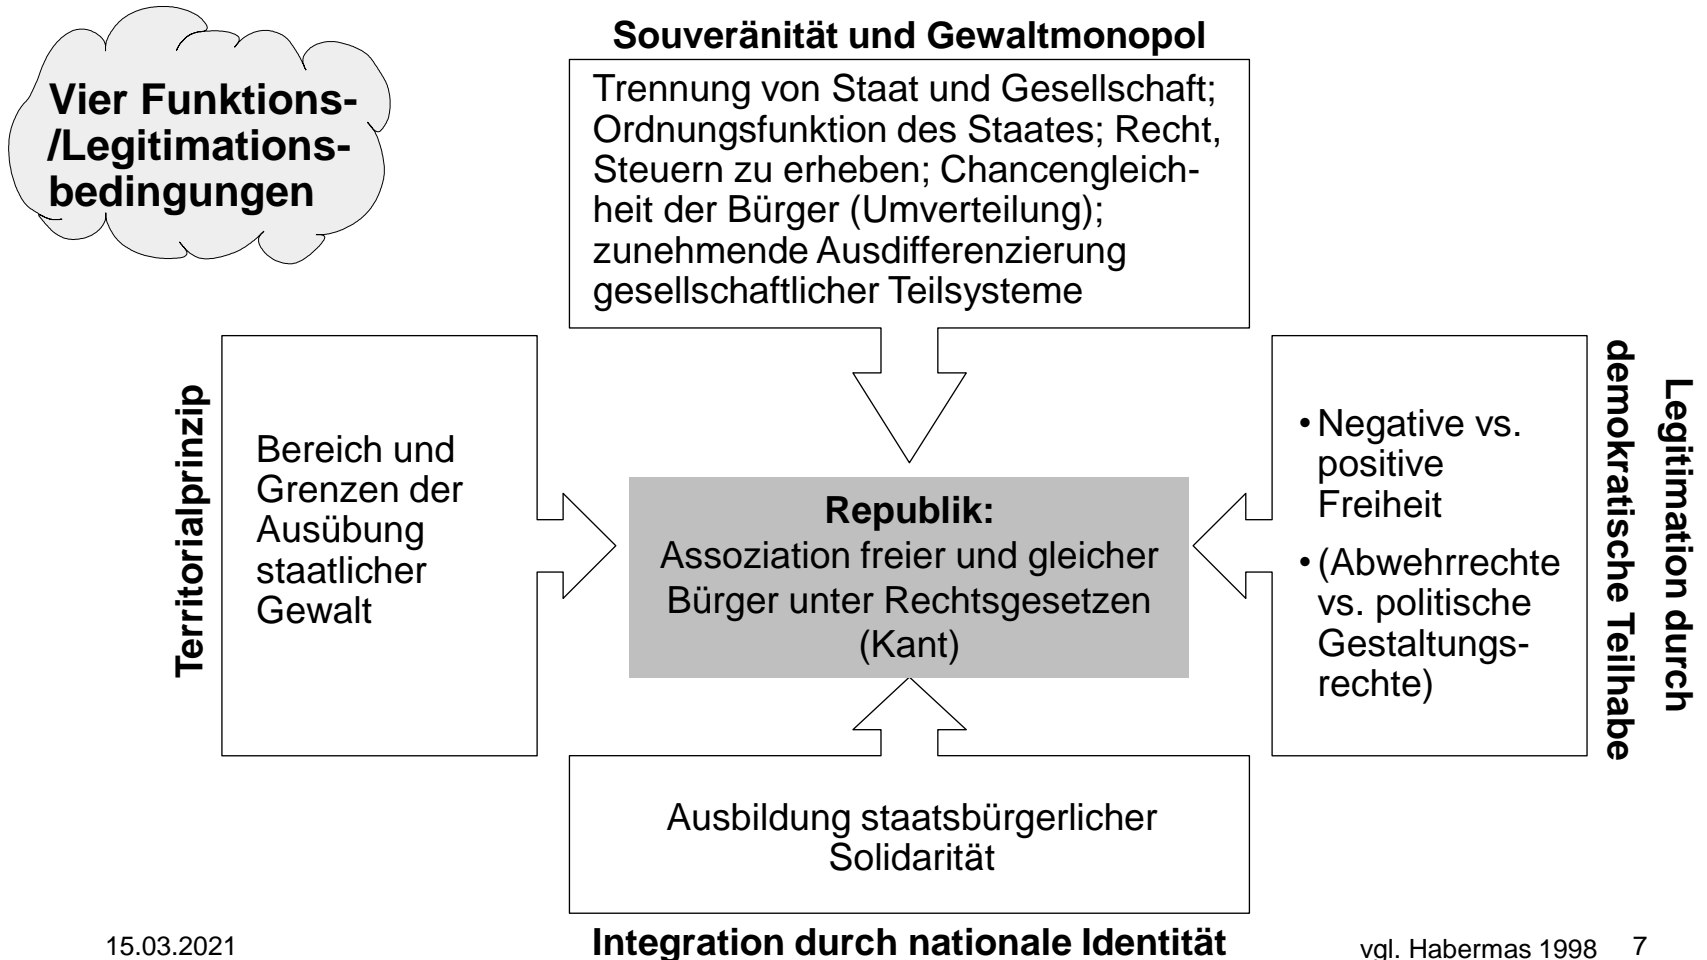 Vier Funktions-
/Legitimations-
bedingungen
Souveränität und Gewaltmonopol
Trennung von Staat und Gesellschaft;
Ordnungsfunktion des Staates; Recht,
Steuern zu erheben; Chancengleich-
heit der Bürger (Umverteilung);
zunehmende Ausdifferenzierung
gesellschaftlicher Teilsysteme
Territorialprinzip
Bereich und
Grenzen der
Ausübung
staatlicher
Gewalt
Republik:
Assoziation freier und gleicher
Bürger unter Rechtsgesetzen
(Kant)
• Negative vs.
positive
Freiheit
• (Abwehrrechte
vs. politische
Gestaltungs-
rechte)
Legitimation durch
demokratische Teilhabe
Ausbildung staatsbürgerlicher
Solidarität
Integration durch nationale Identität
15.03.2021
vgl. Habermas 1998
7